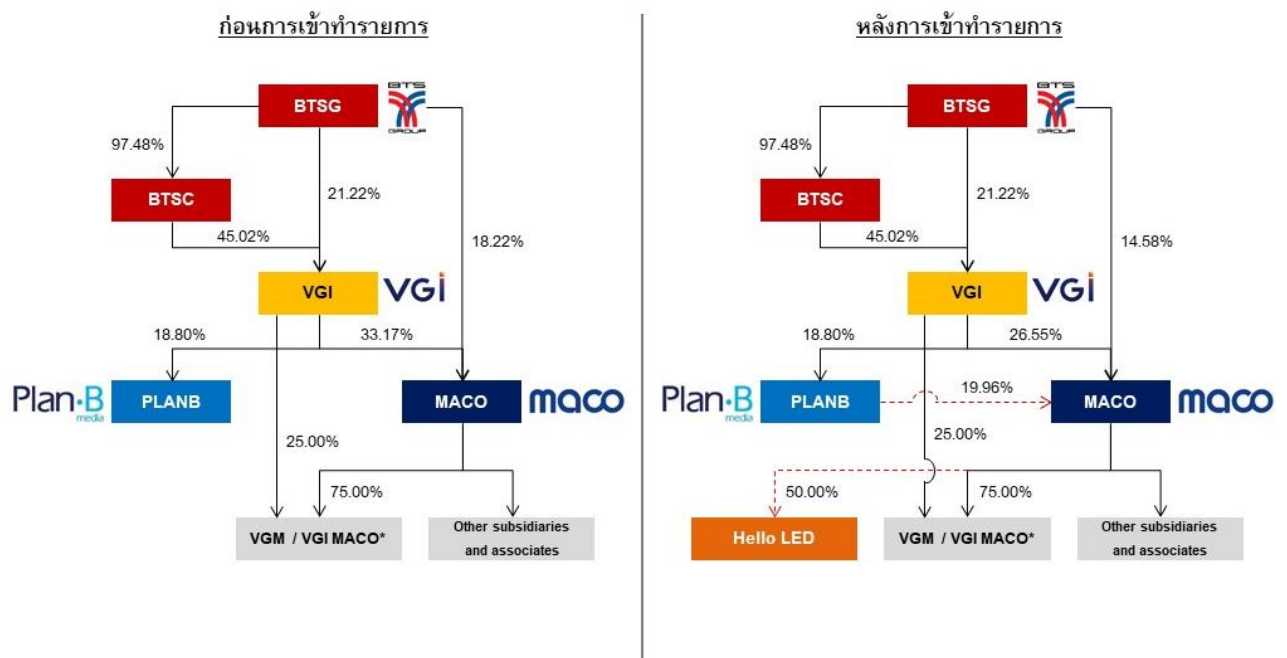 ก่อนการเข้าทำรายการ
BTSG
BTS
GROUP
97.48%
BTSC
21.22%
45.02%
18.22%
VGI
VGI
18.80%
33.17%
Plan·B
media
PLANB
MACO
maco
25.00%
75.00%
VGM / VGI MACO*
Other subsidiaries
and associates
หลังการเข้าทำรายการ
BTSG
BTS
GROUP
97.48%
BTSC
21.22%
45.02%
14.58%
VGI
VGI
18.80%
26.55%
Plan·B
media
PLANB
19.96%
MACO
maco
25.00%
50.00%
75.00%
Hello LED
VGM / VGI MACO*
Other subsidiaries
and associates